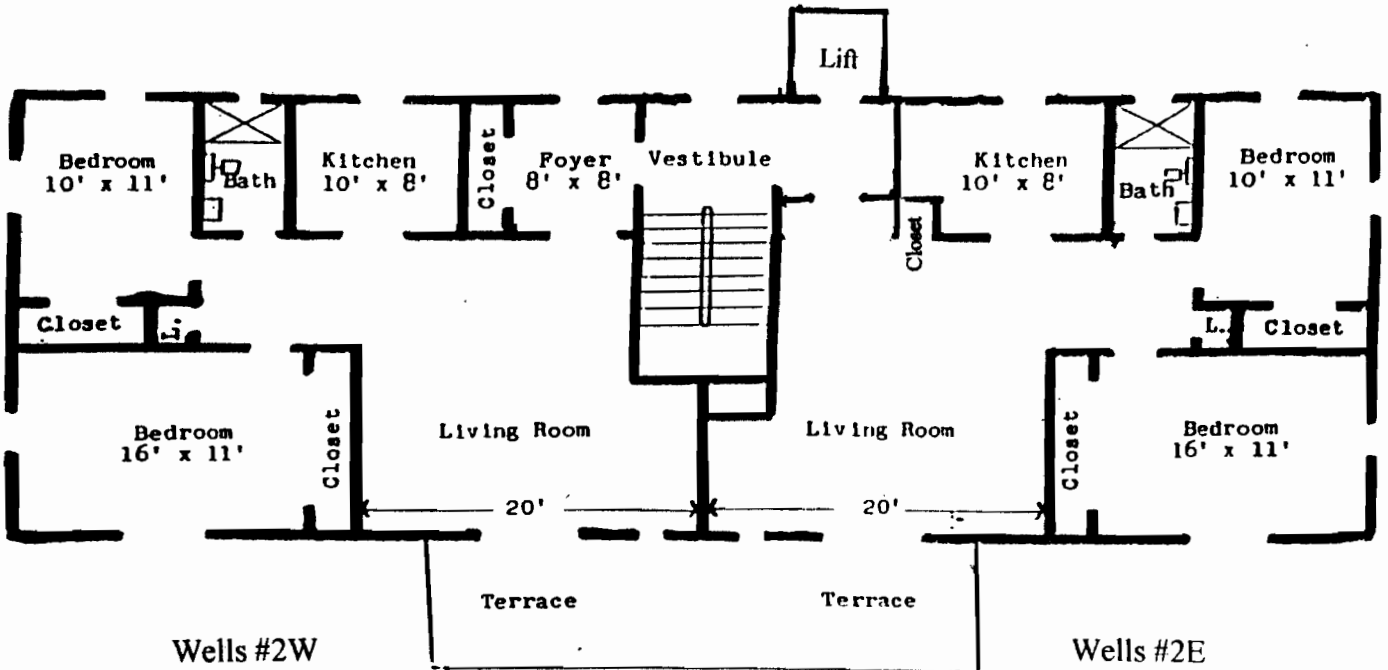 Lift
Bedroom
10' x 11'
Bath
Kitchen
10' x 8'
Closet
Foyer
8' x 8'
Vestibule
Kitchen
10' x 8'
Bath
Bedroom
10' x 11'
Closet
Closet
L.
L.
Closet
Bedroom
16' x 11'
Closet
Living Room
Living Room
Closet
Bedroom
16' x 11'
20'
20'
Terrace
Terrace
Wells #2W
Wells #2E